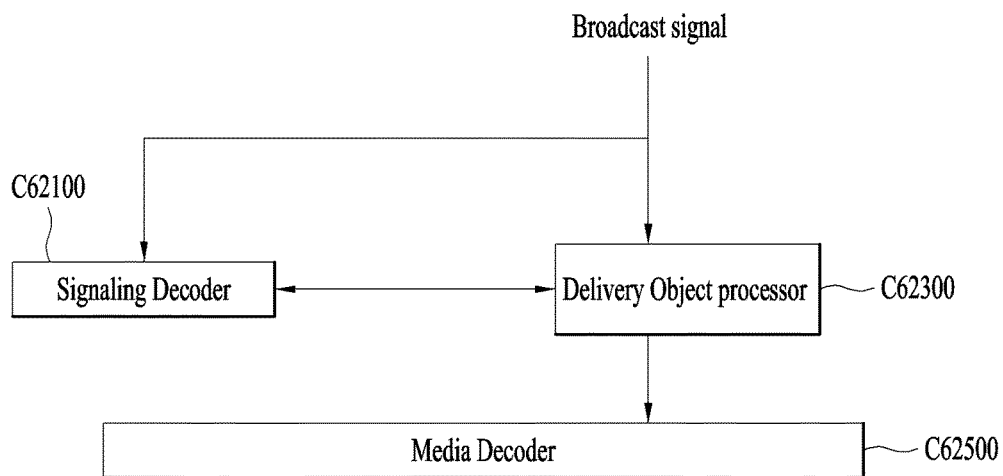 Broadcast signal
C62100
Signaling Decoder
Delivery Object processor
C62300
Media Decoder
C62500